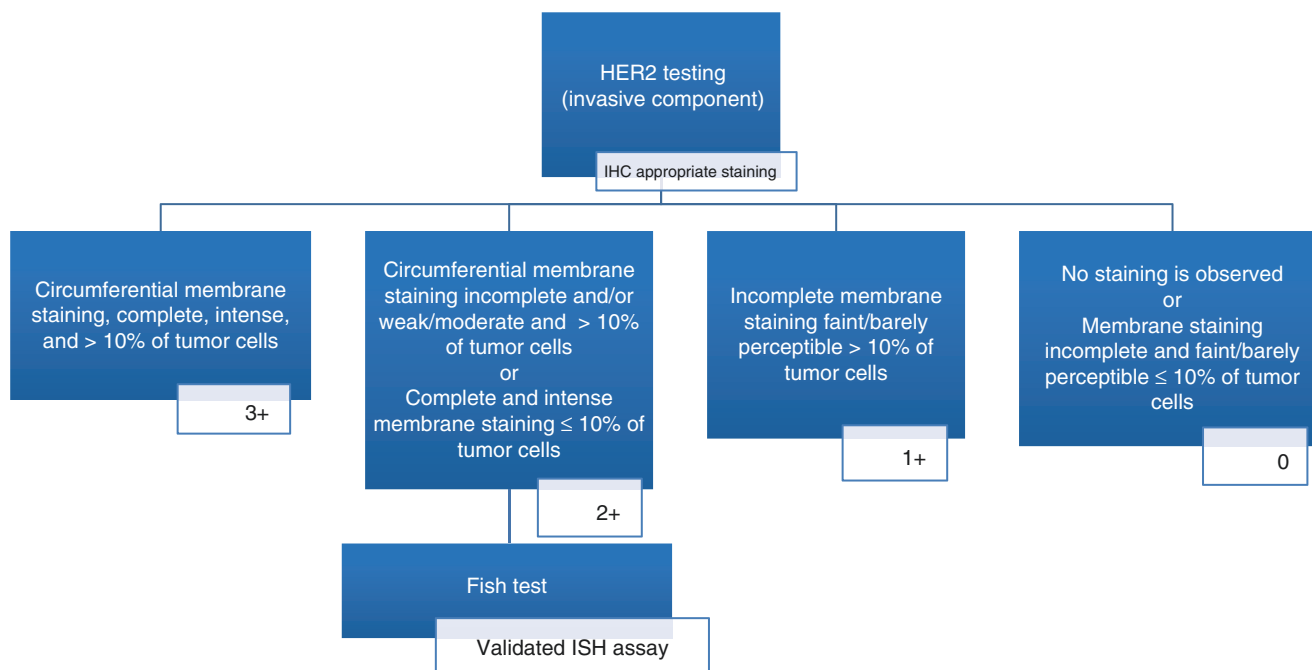 HER2 testing
(invasive component)
IHC appropriate staining
Circumferential membrane
staining, complete, intense,
and > 10% of tumor cells
3+
Circumferential membrane
staining incomplete and/or
weak/moderate and > 10%
of tumor cells
or
Complete and intense
membrane staining ≤ 10% of
tumor cells
2+
Incomplete membrane
staining faint/barely
perceptible > 10% of
tumor cells
1+
No staining is observed
or
Membrane staining
incomplete and faint/barely
perceptible ≤ 10% of tumor
cells
0
Fish test
Validated ISH assay